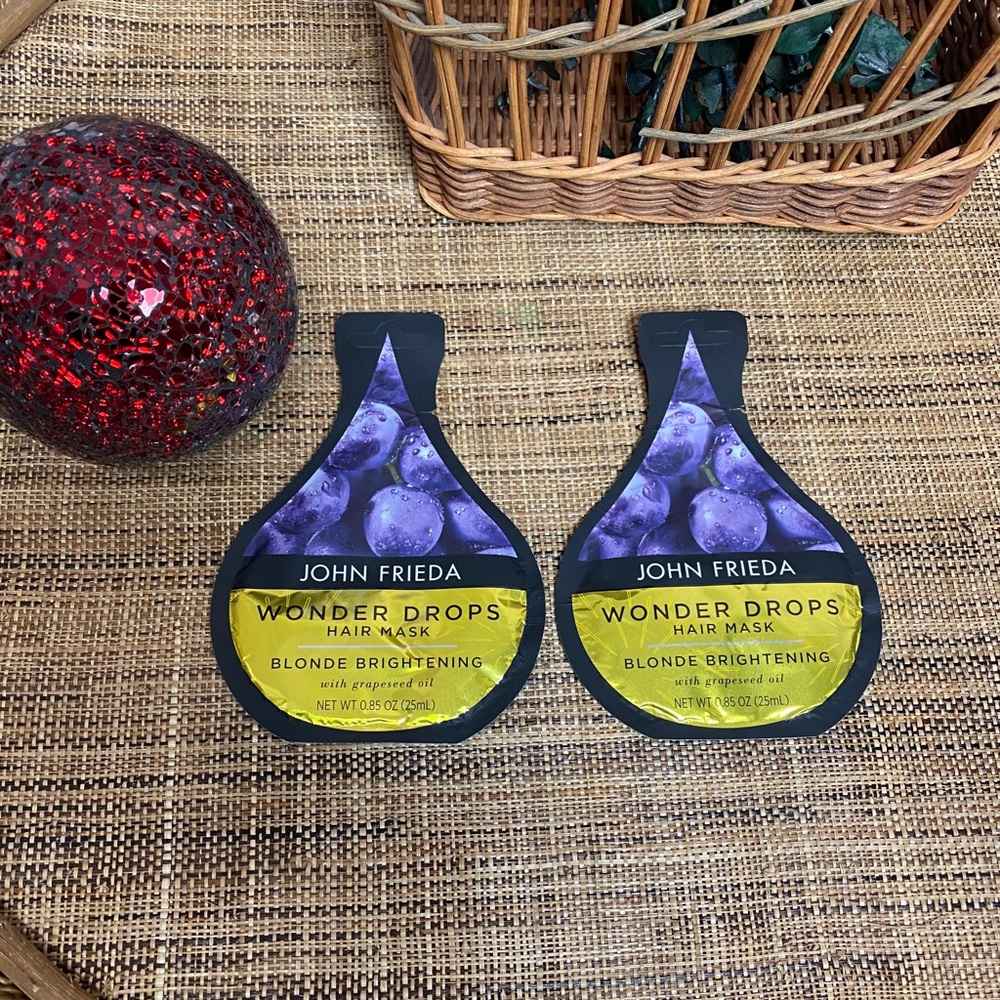 JOHN FRIEDA
WONDER DROPS
HAIR MASK
BLONDE BRIGHTENING
with grapeseed oil
NET WT 0.85 OZ (25mL)
JOHN FRIEDA
WONDER DROPS
HAIR MASK
BLONDE BRIGHTENING
with grapeseed oil
NET WT 0.85 OZ (25mL)